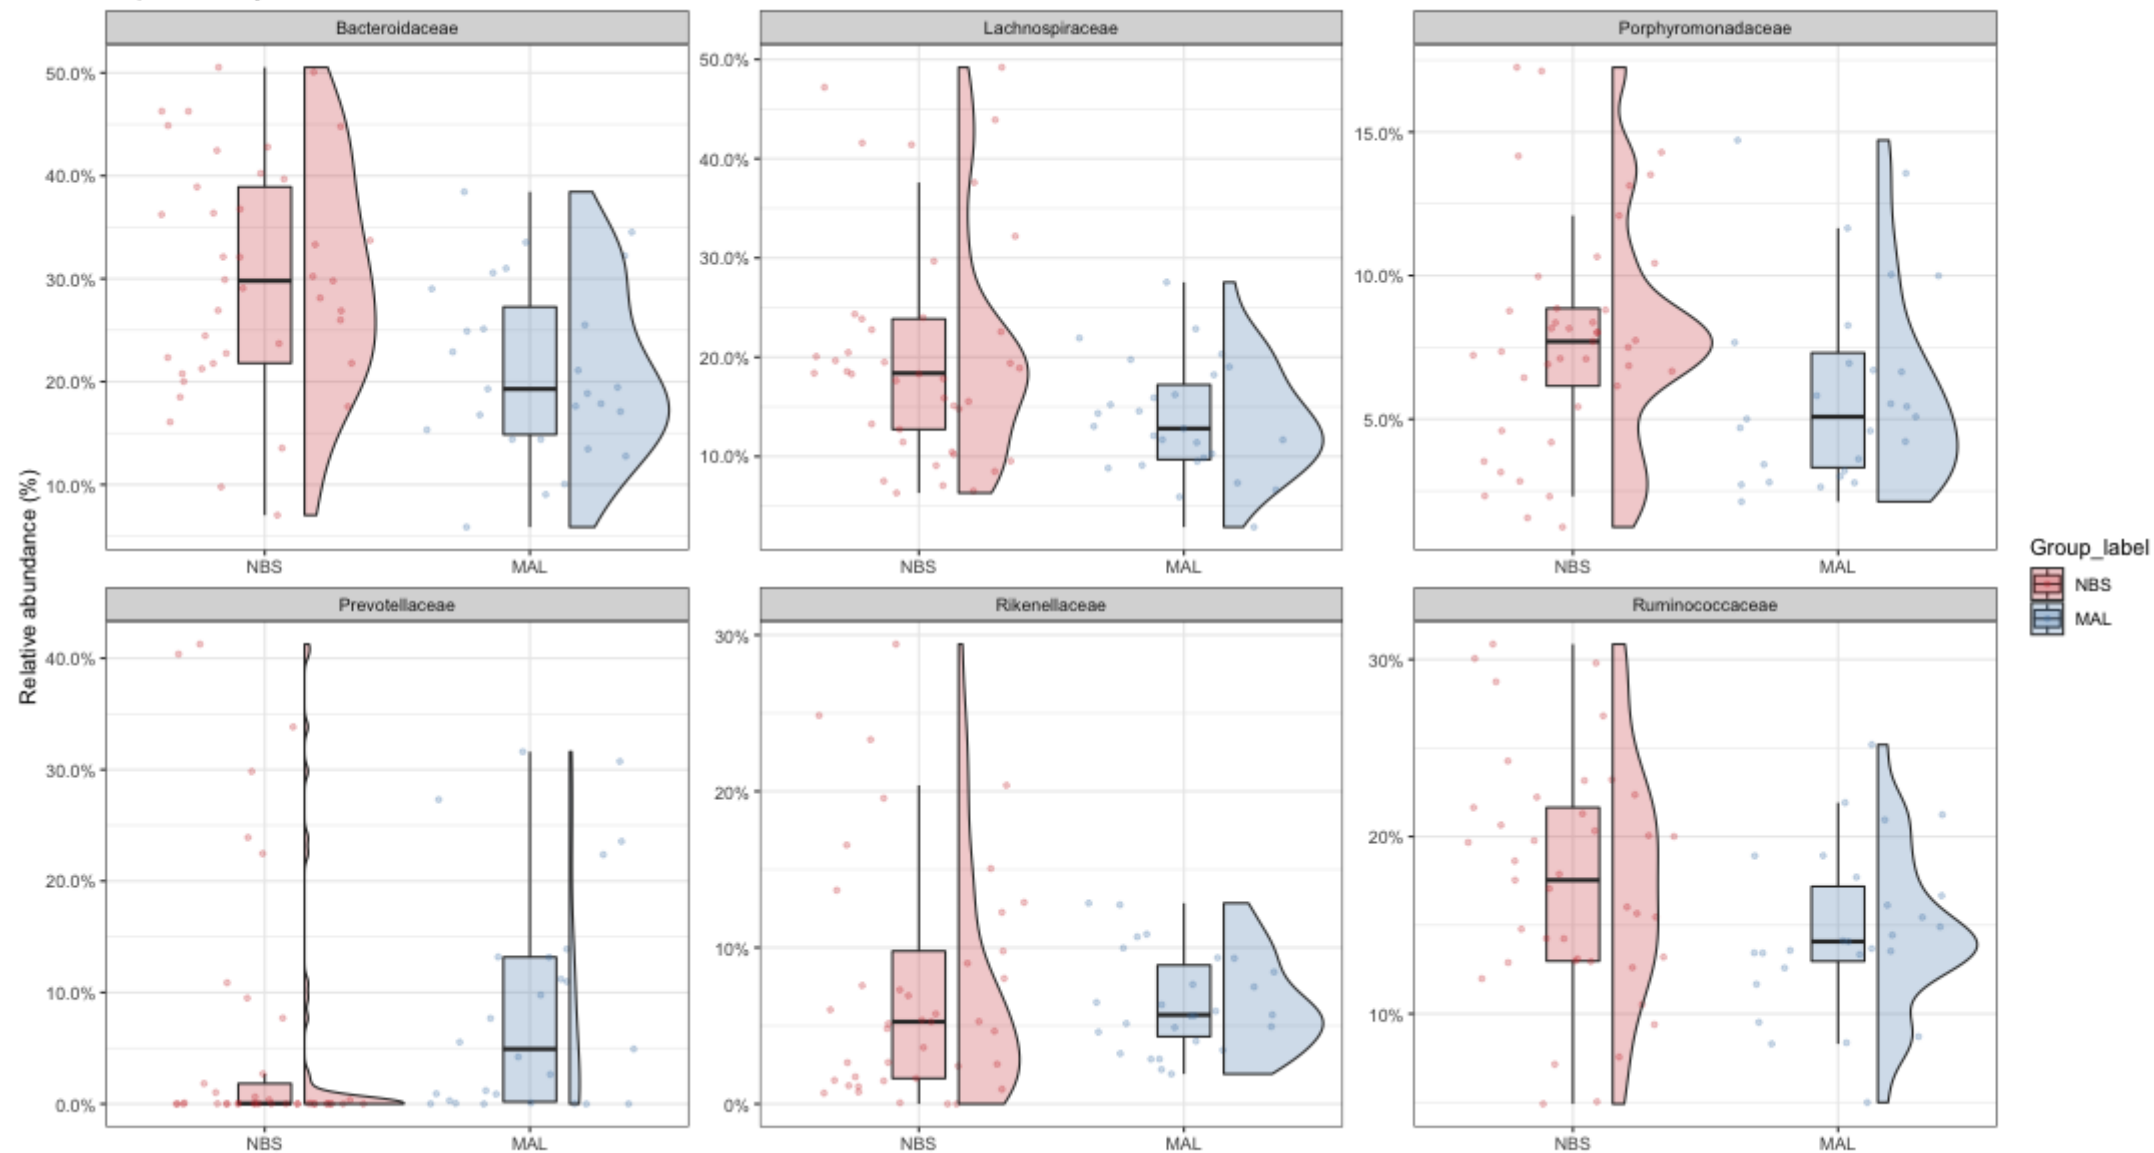 Bacteroidaceae
Lachnospiraceae
Porphyromonadaceae
50.0%
40.0%
30.0%
20.0%
10.0%
NBS
MAL
50.0%
40.0%
30.0%
20.0%
10.0%
NBS
MAL
15.0%
10.0%
5.0%
NBS
MAL
Relative abundance (%)
Prevotellaceae
Rikenellaceae
Ruminococcaceae
40.0%
30.0%
20.0%
10.0%
0.0%
NBS
MAL
30%
20%
10%
0%
NBS
MAL
30%
20%
10%
NBS
MAL
Group_label
NBS
MAL